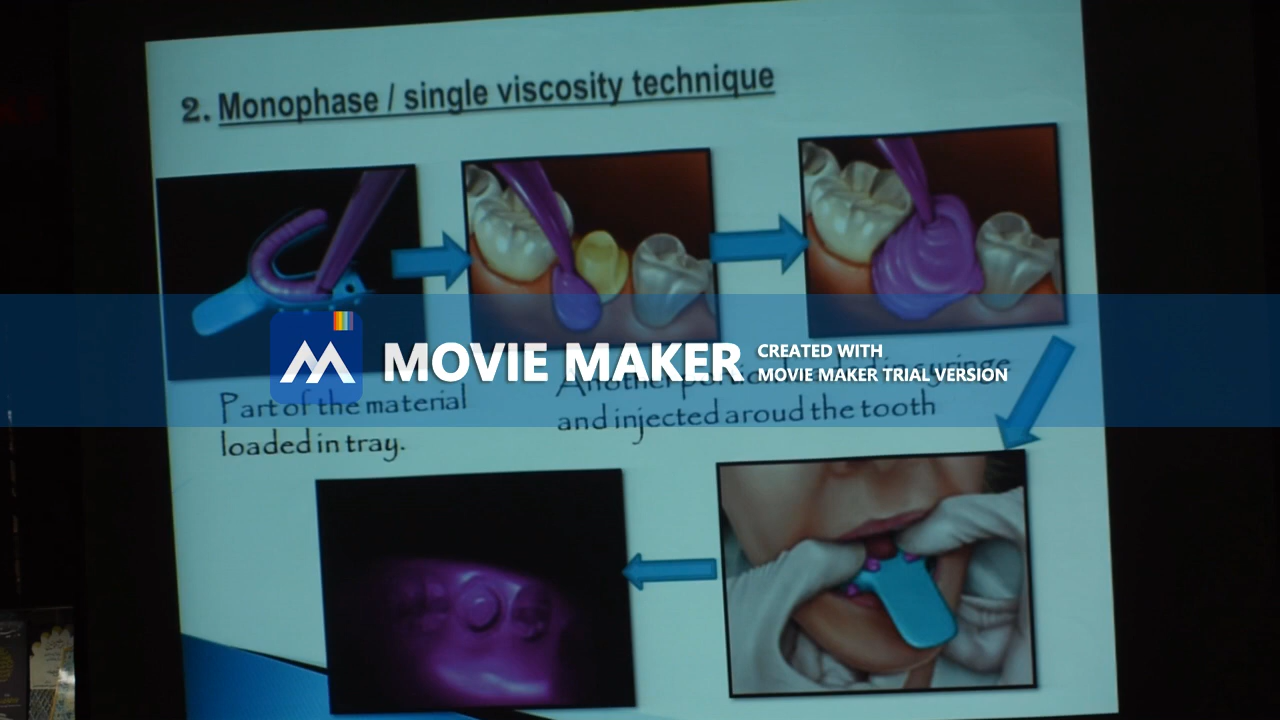 2. Monophase / single viscosity technique
MOVIE MAKER
CREATED WITH
MOVIE MAKER TRIAL VERSION
Part of the material
loaded in tray.
Another
and injected aroud the tooth